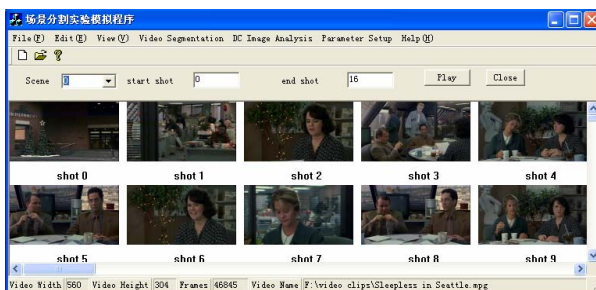 场景分割实验模拟程序
File(F) Edit(E) View(V) Video Segmentation DC Image Analysis Parameter Setup Help(H)
Scene 0 start shot 0 end shot 16 Play Close
shot 0 shot 1 shot 2 shot 3 shot 4
shot 5 shot 6 shot 7 shot 8 shot 9
Video Width 560 Video Height 304 Frames 46845 Video Name F:\video clips\Sleepless in Seattle.mpg